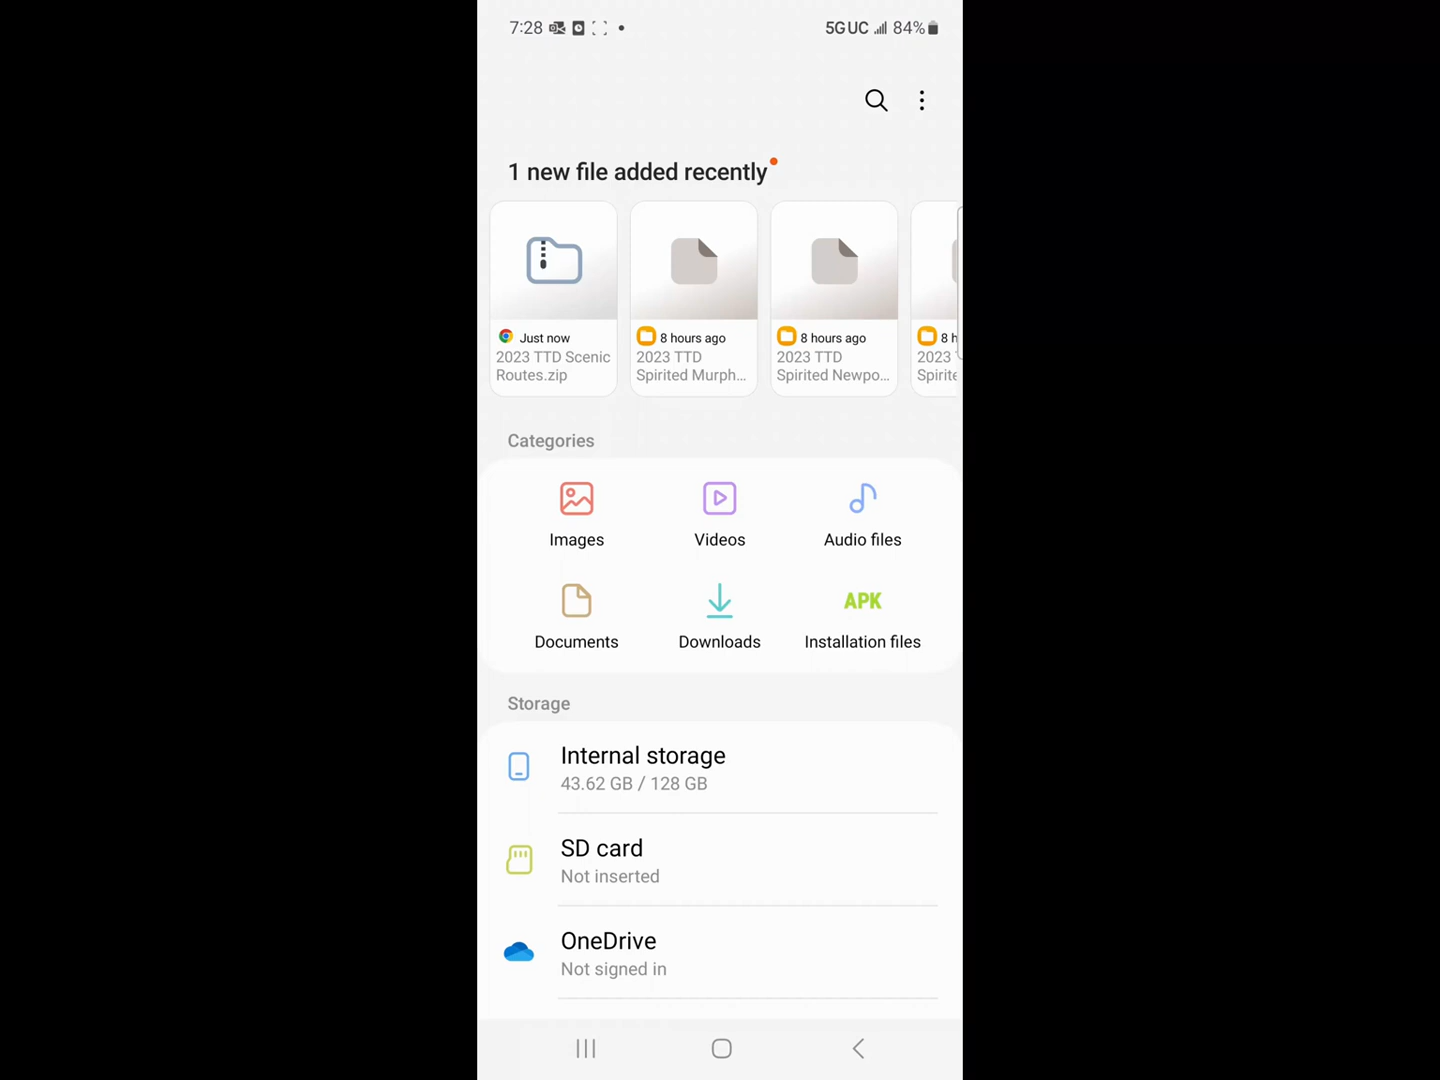 7:28
5G UC 84%
1 new file added recently
Just now
2023 TTD Scenic
Routes.zip
8 hours ago
2023 TTD
Spirited Murph...
8 hours ago
2023 TTD
Spirited Newpo...
8 h
2023
Spirite
Categories
Images
Videos
Audio files
Documents
Downloads
APK
Installation files
Storage
Internal storage
43.62 GB / 128 GB
SD card
Not inserted
OneDrive
Not signed in